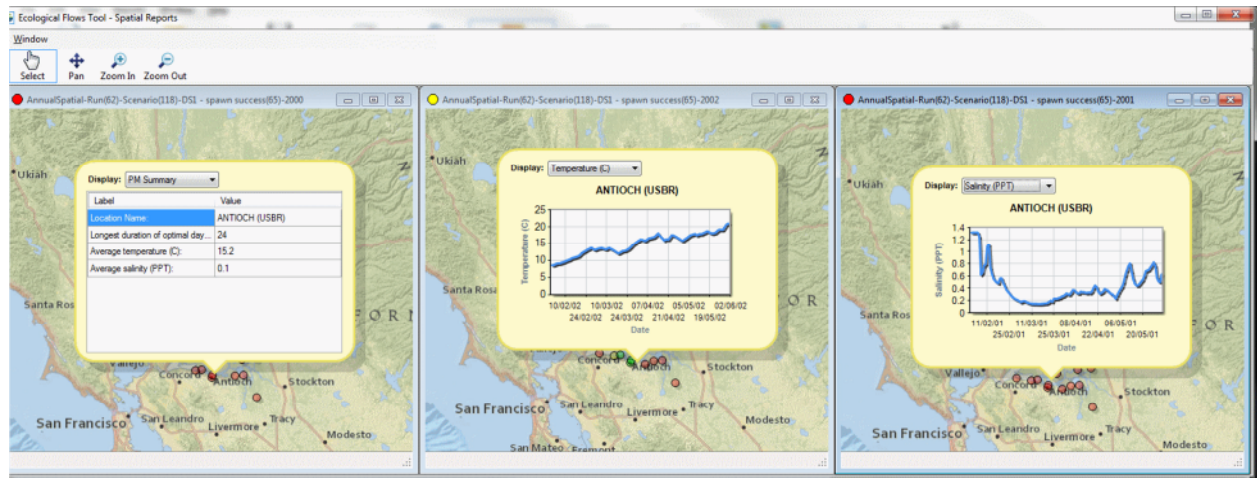 Ecological Flows Tool - Spatial Reports
Window
Select Pan Zoom In Zoom Out
AnnualSpatial-Run(62)-Scenario(118)-DS1 - spawn success(65)-2000
Ukiah
Display: PM Summary
Label Value
Location Name: ANTIOCH (USBR)
Longest duration of optimal day... 24
Average temperature (C): 15.2
Average salinity (PPT): 0.1
Santa Ros
F O R
Vallejo
Concord
Antioch
Stockton
San Francisco
San Leandro
Livermore
Tracy
Modesto
AnnualSpatial-Run(62)-Scenario(118)-DS1 - spawn success(65)-2002
Ukiah
Display: Temperature (C)
ANTIOCH (USBR)
Temperature (C)
25
20
15
10
5
0
10/02/02 10/03/02 07/04/02 05/05/02 02/06/02
24/02/02 24/03/02 21/04/02 19/05/02
Date
Santa Rosa
O R
Concord
Antioch
Stockton
San Francisco
San Leandro
Livermore
Tracy
Modesto
San Mateo
Fremont
AnnualSpatial-Run(62)-Scenario(118)-DS1 - spawn success(65)-2001
Ukiah
Display: Salinity (PPT)
ANTIOCH (USBR)
Salinity (PPT)
1.4
1.2
1
0.8
0.6
0.4
0.2
0
11/02/01 11/03/01 08/04/01 06/05/01
25/02/01 25/03/01 22/04/01 20/05/01
Date
Santa Ros
O R
Vallejo
Concord
Antioch
Stockton
San Francisco
San Leandro
Livermore
Tracy
Modesto